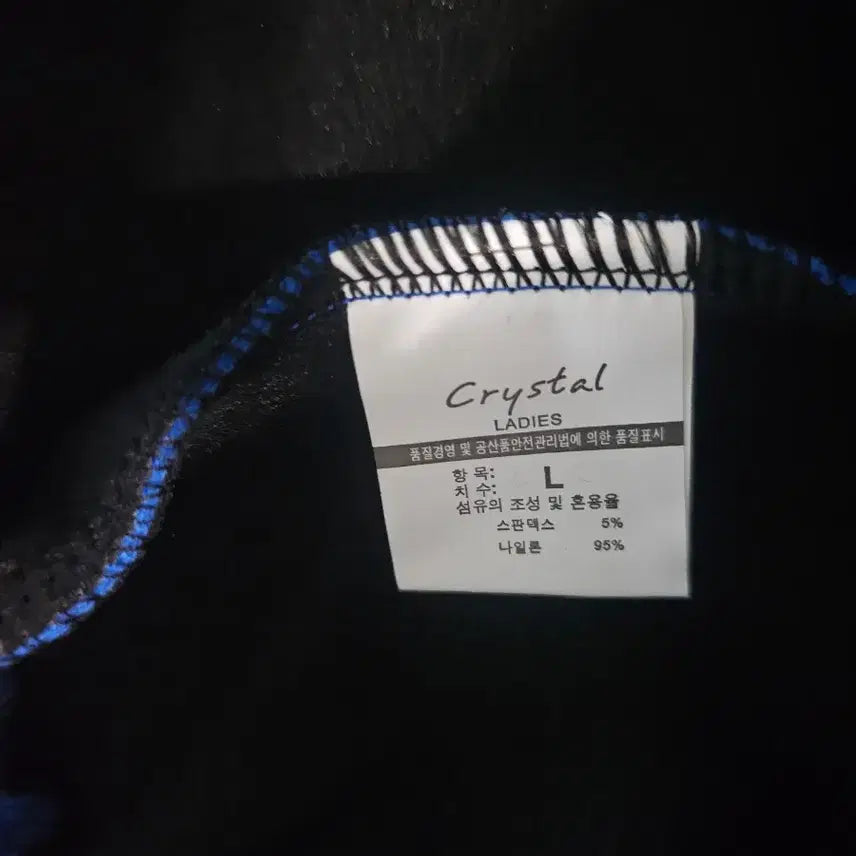 Crystal
LADIES
품질경영 및 공산품안전관리법에 의한 품질표시
항 목:
치 수: L
섬유의 조성 및 혼용율
스판덱스 5%
나일론 95%